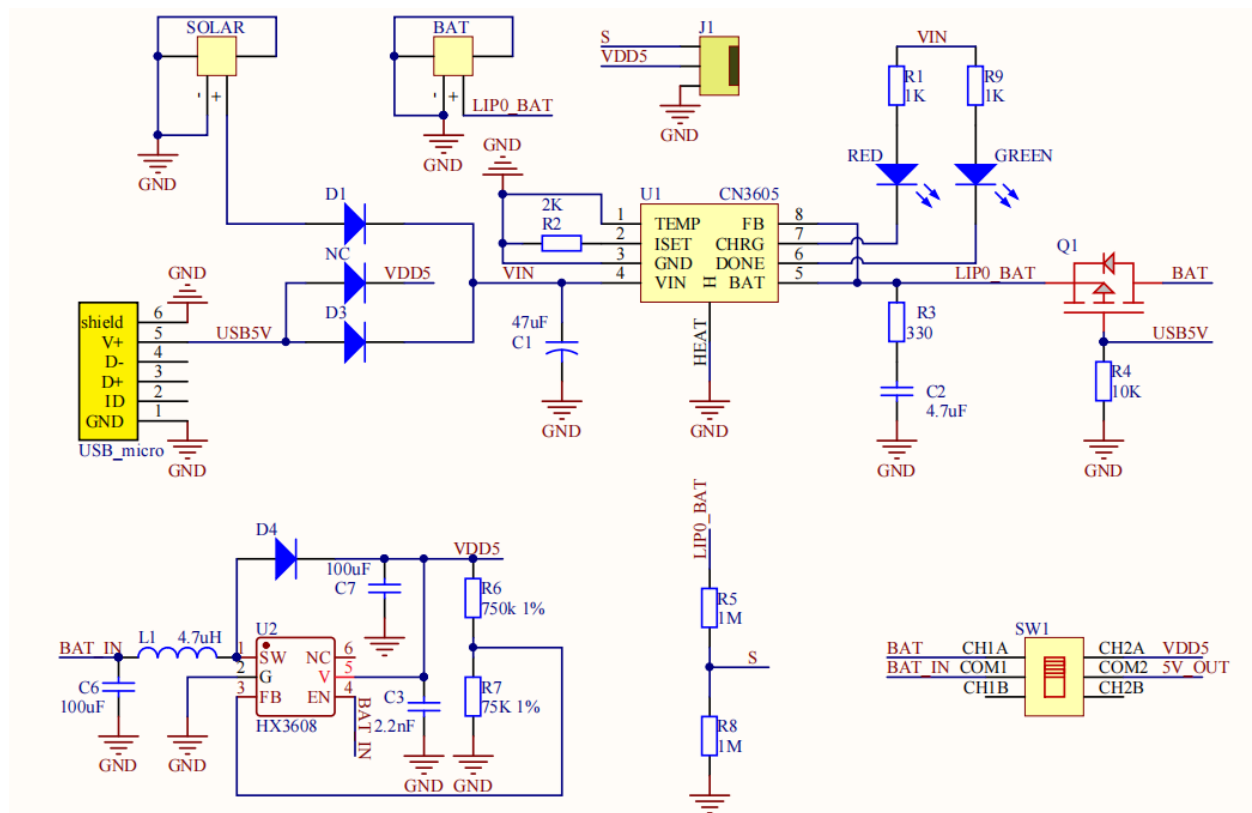 SOLAR
- +
GND
BAT
- +
LIP0_BAT
GND
J1
S
VDD5
GND
VIN
R1
1K
R9
1K
RED
GREEN
GND
2K
R2
U1
CN3605
1 TEMP FB 8
2 ISET CHRG 7
3 GND DONE 6
4 VIN H BAT 5
HEAT
GND
D1
NC
VDD5
D3
VIN
47uF
C1
GND
GND
shield 6
V+ 5
D- 4
D+ 3
ID 2
GND 1
USB_micro
USB5V
GND
LIP0_BAT
Q1
BAT
USB5V
R3
330
C2
4.7uF
GND
R4
10K
GND
D4
VDD5
100uF
C7
R6
750k 1%
BAT_IN
L1
4.7uH
U2
1 SW NC 6
2 G V 5
3 FB EN 4
HX3608
BAT_IN
C6
100uF
GND
GND
C3
2.2nF
R7
75K 1%
GND
GND
LIP0_BAT
R5
1M
S
R8
1M
SW1
BAT CH1A CH2A VDD5
BAT_IN COM1 COM2 5V_OUT
CH1B CH2B